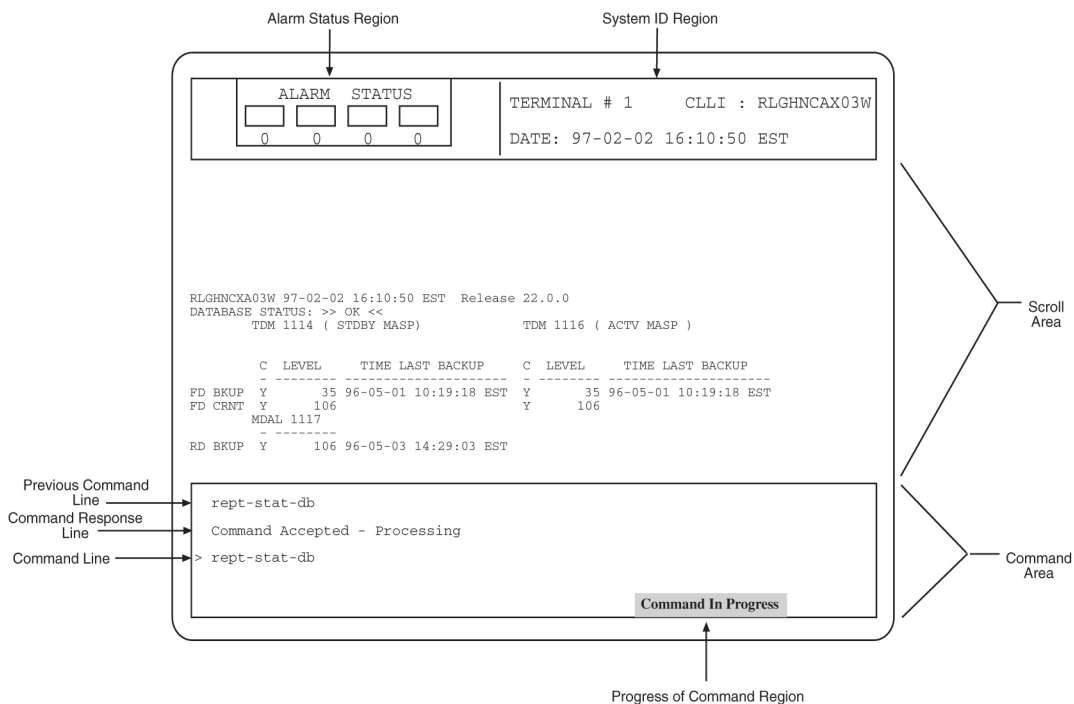 Alarm Status Region
System ID Region
ALARM STATUS
0 0 0 0
TERMINAL # 1 CLLI : RLGHNCAX03W
DATE: 97-02-02 16:10:50 EST
RLGHNCXA03W 97-02-02 16:10:50 EST Release 22.0.0
DATABASE STATUS: >> OK <<
TDM 1114 ( STDBY MASP) TDM 1116 ( ACTV MASP )
C LEVEL TIME LAST BACKUP C LEVEL TIME LAST BACKUP
- -------- --------------------- - -------- ---------------------
FD BKUP Y 35 96-05-01 10:19:18 EST Y 35 96-05-01 10:19:18 EST
FD CRNT Y 106 Y 106
MDAL 1117
- --------
RD BKUP Y 106 96-05-03 14:29:03 EST
Scroll
Area
Previous Command
Line
rept-stat-db
Command Response
Line
Command Accepted - Processing
Command Line
> rept-stat-db
Command
Area
Command In Progress
Progress of Command Region